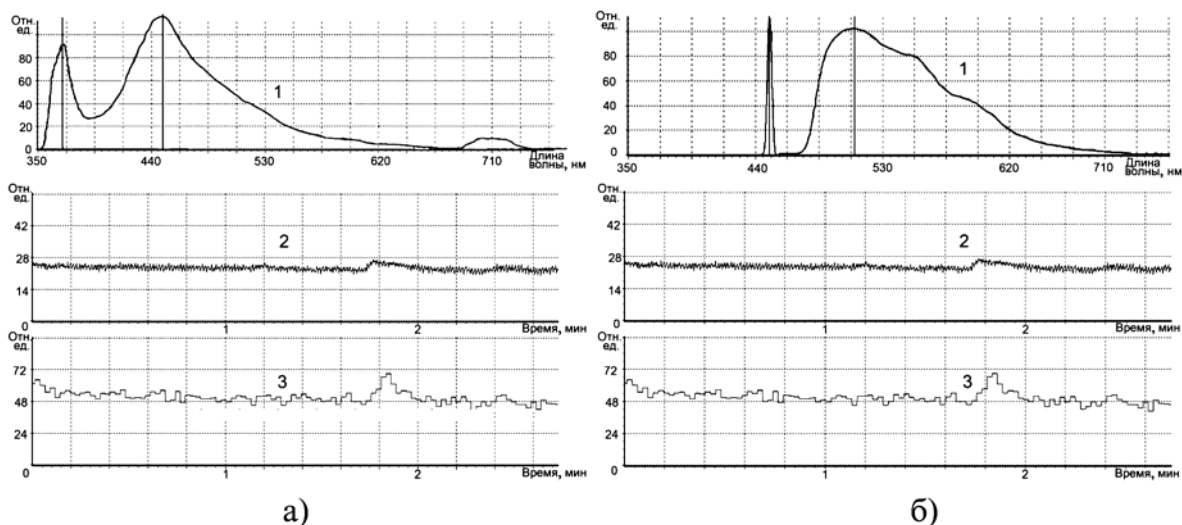 Отн.
ед.
80
60
40
20
0
1
350 440 530 620 710 Длина
волны, нм
Отн.
ед.
42
28
14
0
2
1 2 Время, мин
Отн.
ед.
72
48
24
0
3
1 2 Время, мин
а)
Отн.
ед.
80
60
40
20
0
1
350 440 530 620 710 Длина
волны, нм
Отн.
ед.
42
28
14
0
2
1 2 Время, мин
Отн.
ед.
72
48
24
0
3
1 2 Время, мин
б)